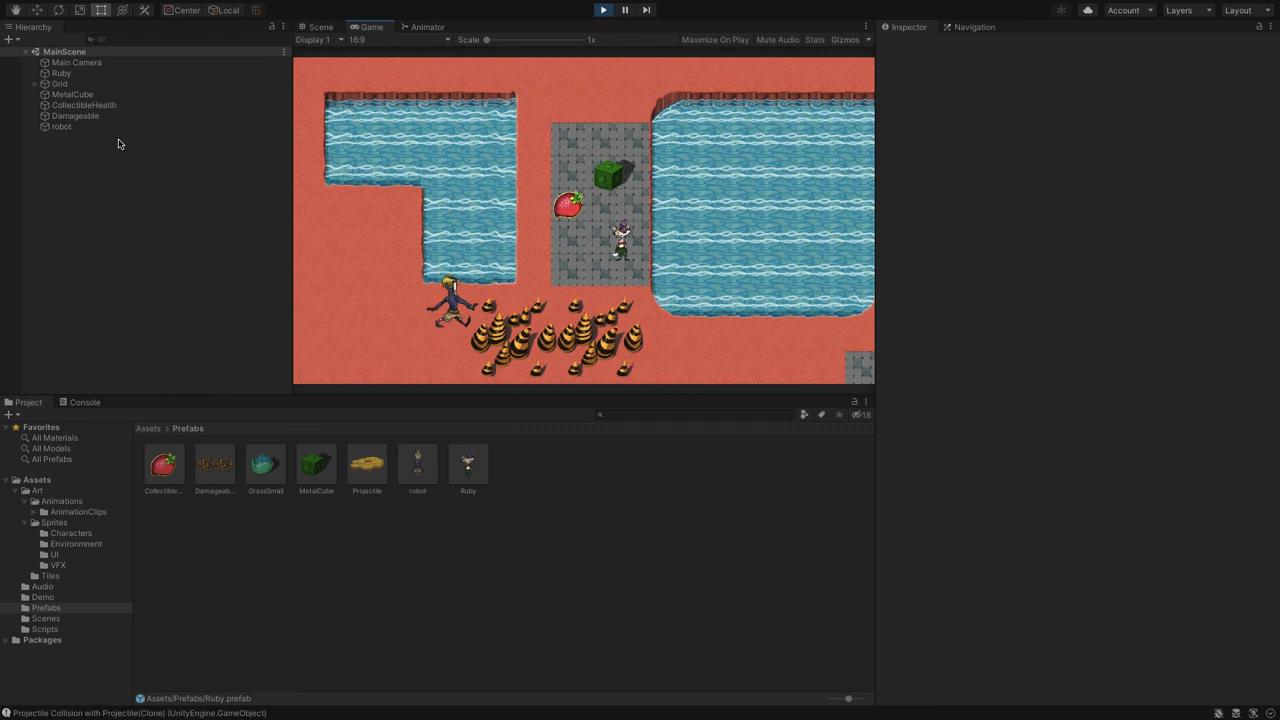 Center Local
Account Layers Layout
Hierarchy
Scene Game Animator
Inspector Navigation
All
Display 1 16:9 Scale 1x Maximize On Play Mute Audio Stats Gizmos
MainScene
Main Camera
Ruby
Grid
MetalCube
CollectibleHealth
Damageable
robot
Project Console
18
Favorites
All Materials
All Models
All Prefabs
Assets
Art
Animations
AnimationClips
Sprites
Characters
Environmnent
UI
VFX
Tiles
Audio
Demo
Prefabs
Scenes
Scripts
Packages
Assets Prefabs
Collectible... Damageab... GrassSmall MetalCube Projectile robot Ruby
Assets/Prefabs/Ruby.prefab
Projectile Collision with Projectile(Clone) (UnityEngine.GameObject)